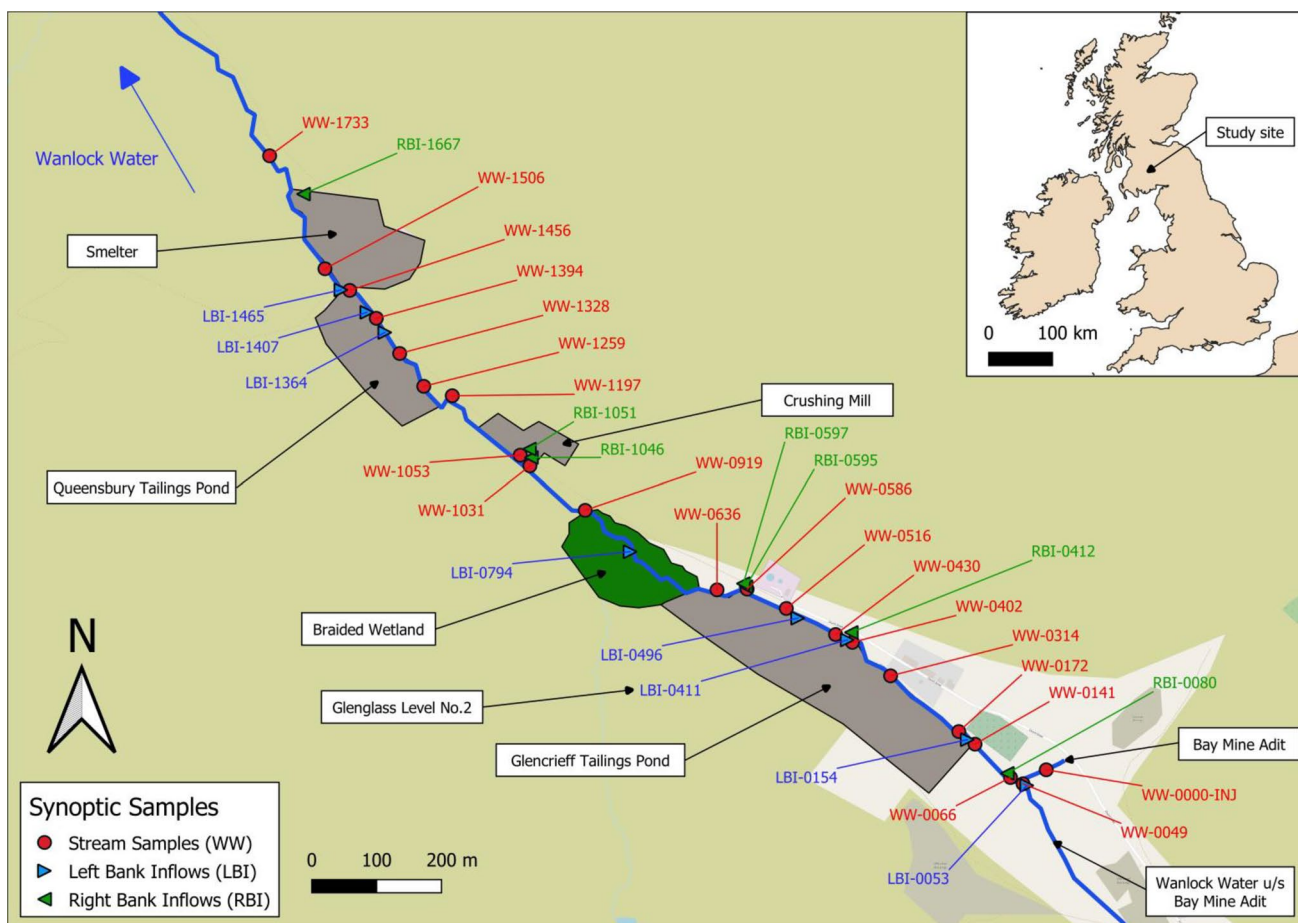 WW-1733
RBI-1667
Wanlock Water
WW-1506
Smelter
WW-1456
WW-1394
LBI-1465
WW-1328
LBI-1407
WW-1259
LBI-1364
WW-1197
Crushing Mill
RBI-1051
RBI-1046
RBI-0597
RBI-0595
WW-1053
WW-0919
WW-0586
Queensbury Tailings Pond
WW-1031
WW-0636
WW-0516
RBI-0412
LBI-0794
WW-0430
WW-0402
Braided Wetland
WW-0314
LBI-0496
WW-0172
RBI-0080
LBI-0411
WW-0141
Glenglass Level No.2
Bay Mine Adit
Glencrieff Tailings Pond
LBI-0154
WW-0000-INJ
WW-0066
WW-0049
LBI-0053
Wanlock Water u/s
Bay Mine Adit
Study site
0 100 km
N
Synoptic Samples
Stream Samples (WW)
Left Bank Inflows (LBI)
Right Bank Inflows (RBI)
0 100 200 m